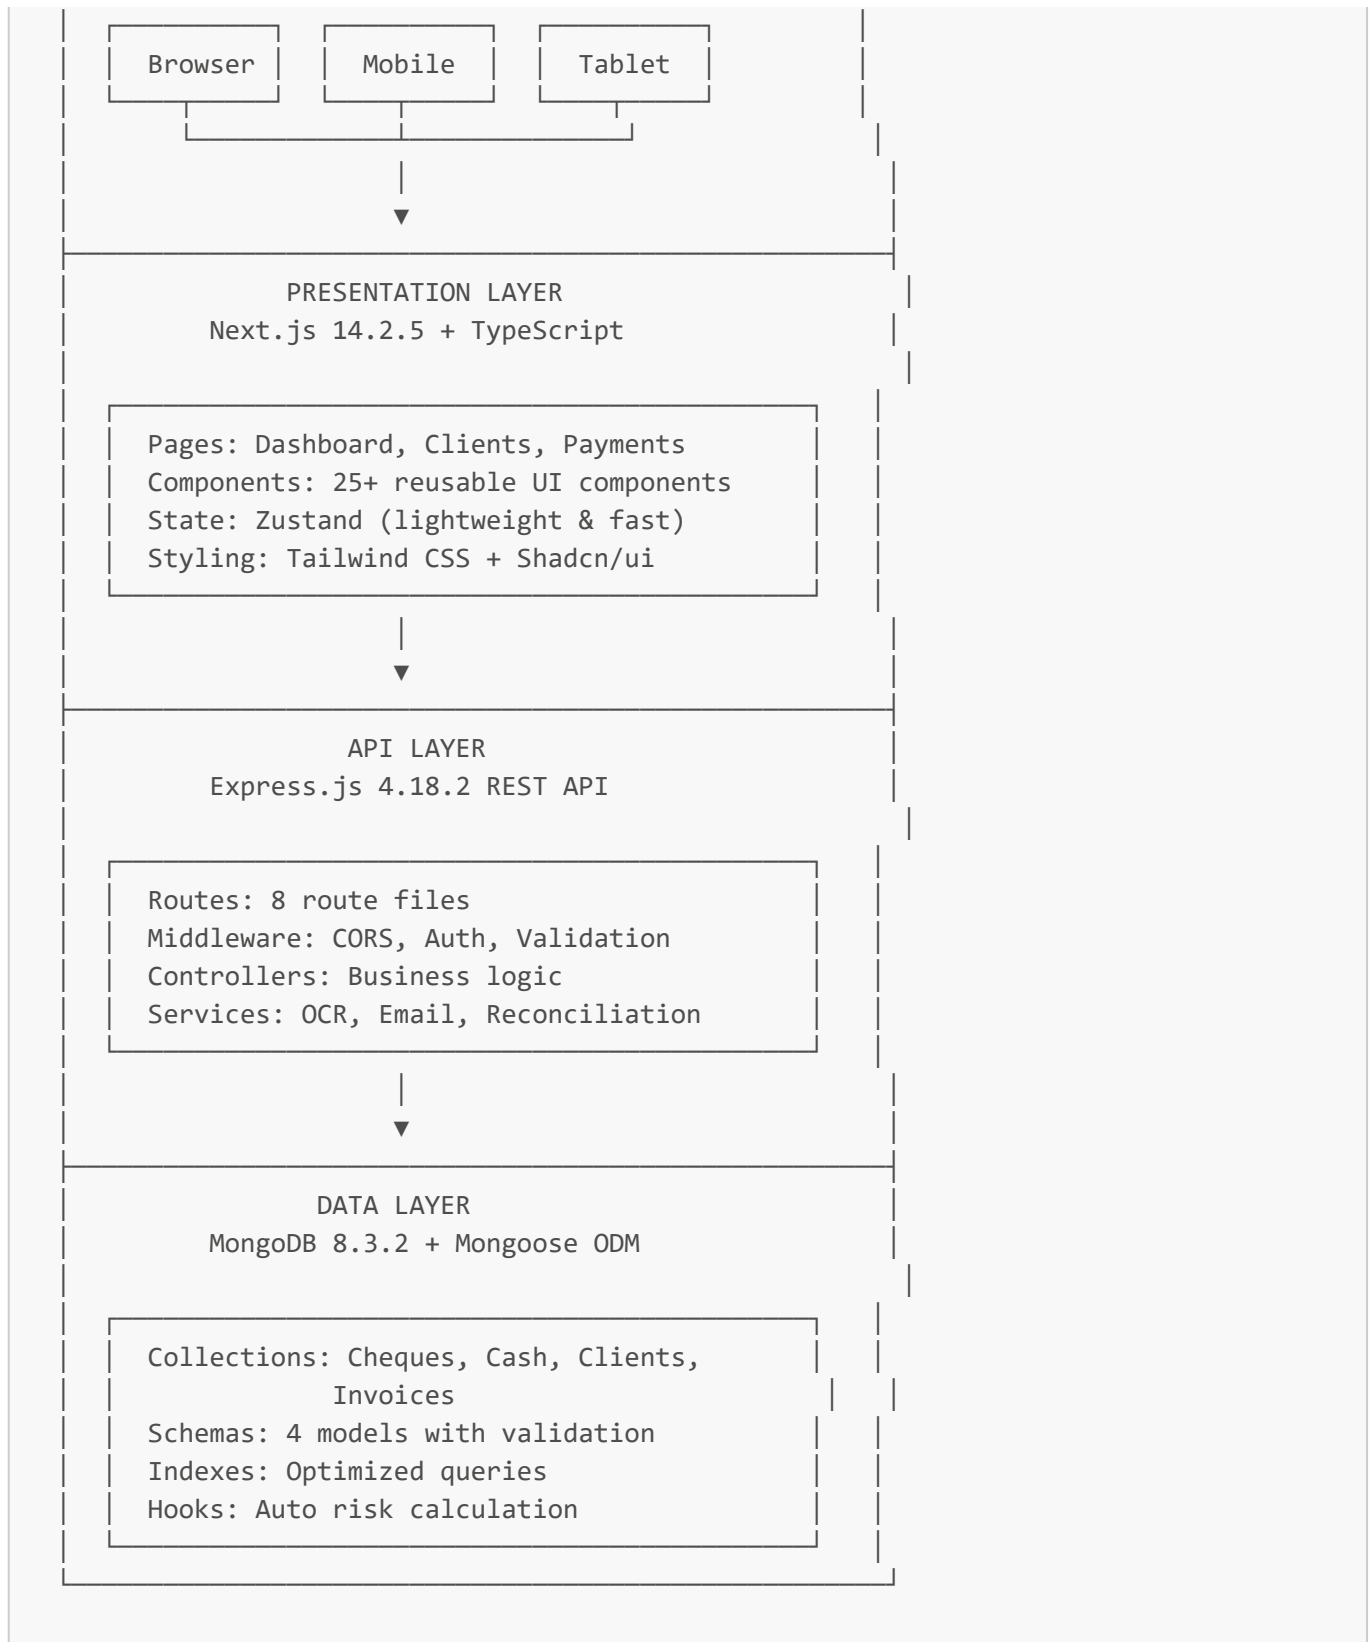 Browser Mobile Tablet
▼
PRESENTATION LAYER
Next.js 14.2.5 + TypeScript
Pages: Dashboard, Clients, Payments
Components: 25+ reusable UI components
State: Zustand (lightweight & fast)
Styling: Tailwind CSS + Shadcn/ui
▼
API LAYER
Express.js 4.18.2 REST API
Routes: 8 route files
Middleware: CORS, Auth, Validation
Controllers: Business logic
Services: OCR, Email, Reconciliation
▼
DATA LAYER
MongoDB 8.3.2 + Mongoose ODM
Collections: Cheques, Cash, Clients,
Invoices
Schemas: 4 models with validation
Indexes: Optimized queries
Hooks: Auto risk calculation